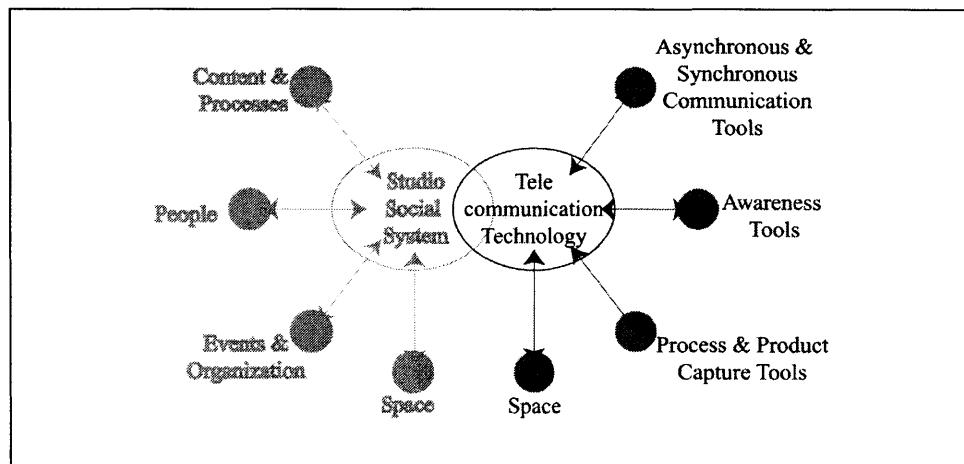 Content &
Processes
Asynchronous &
Synchronous
Communication
Tools
Studio
Social
System
Tele
communication
Technology
People
Awareness
Tools
Events &
Organization
Process & Product
Capture Tools
Space
Space